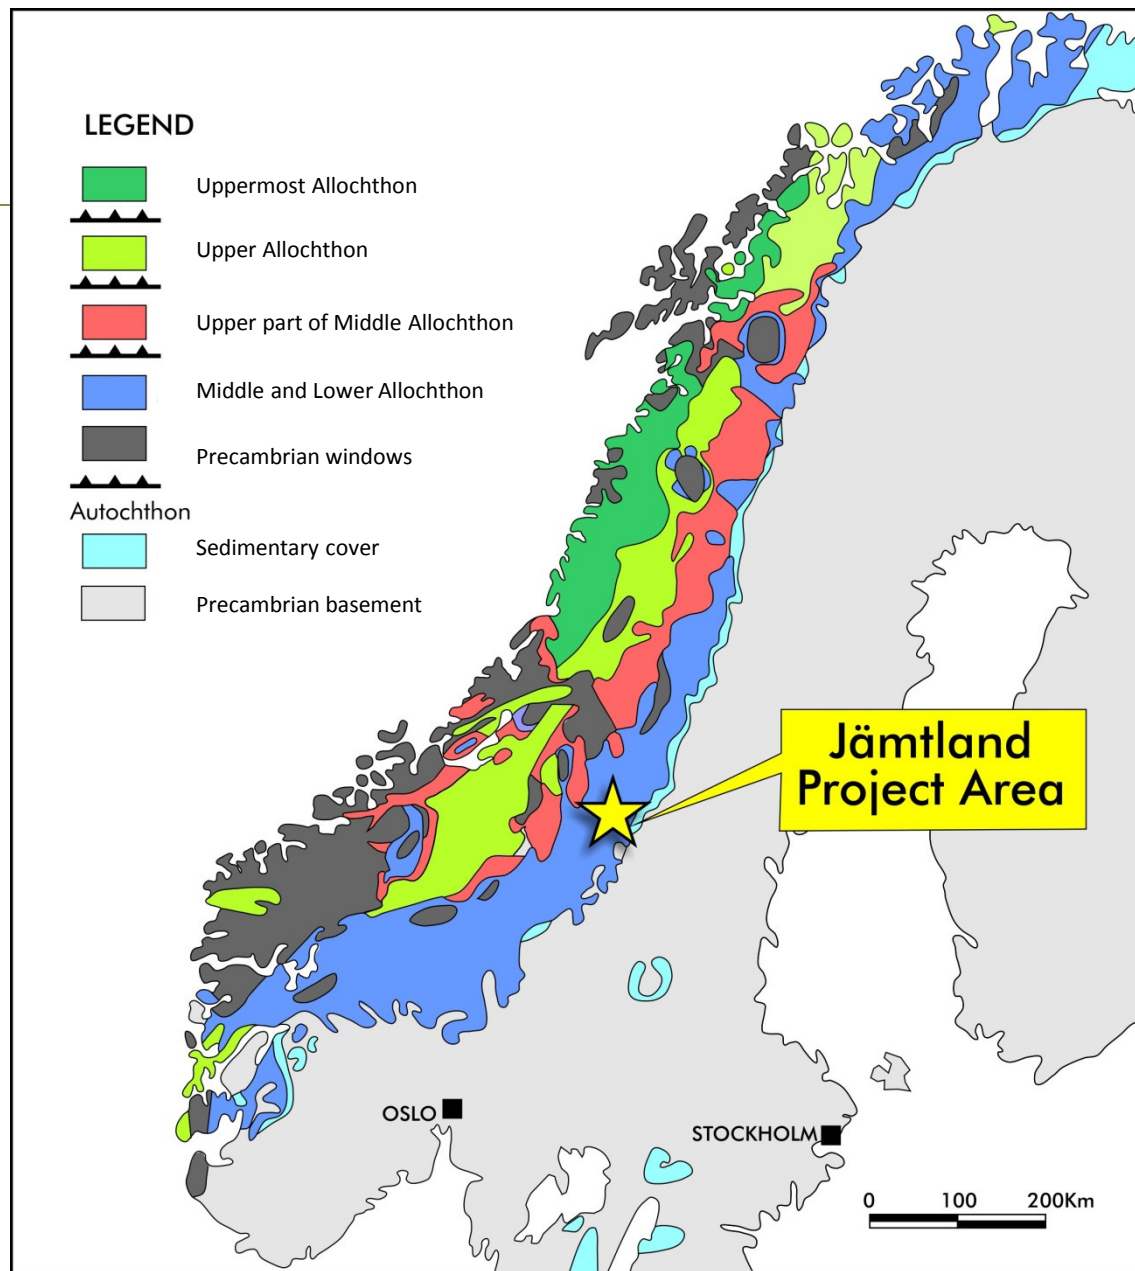 LEGEND
Uppermost Allochthon
Upper Allochthon
Upper part of Middle Allochthon
Middle and Lower Allochthon
Precambrian windows
Autochthon
Sedimentary cover
Precambrian basement
Jämtland
Project Area
OSLO
STOCKHOLM
0 100 200Km